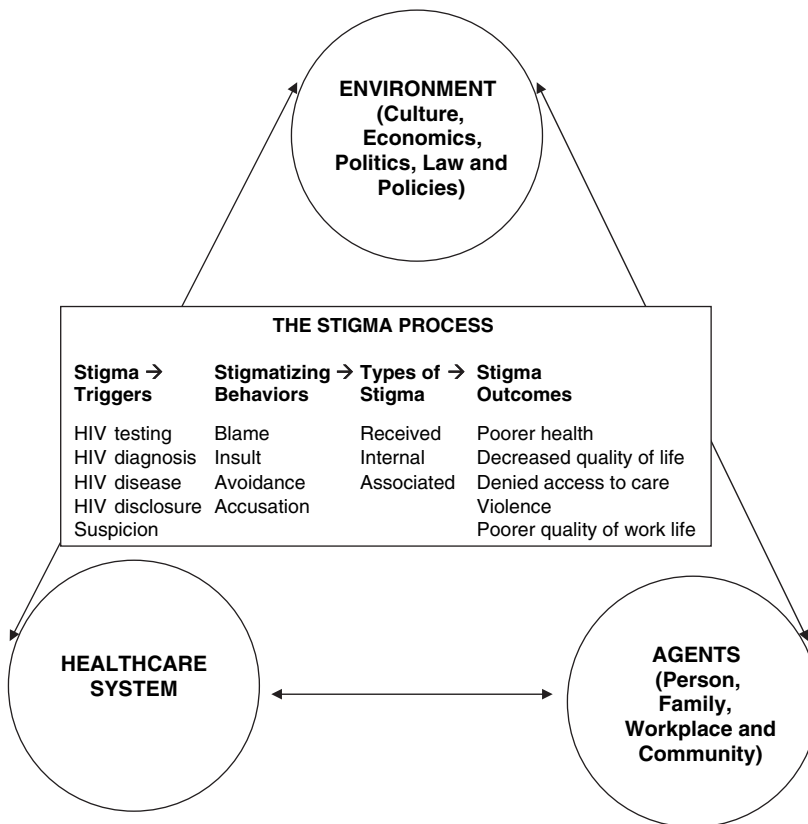 ENVIRONMENT
(Culture,
Economics,
Politics, Law and
Policies)
THE STIGMA PROCESS
Stigma →
Triggers
HIV testing
HIV diagnosis
HIV disease
HIV disclosure
Suspicion
Stigmatizing →
Behaviors
Blame
Insult
Avoidance
Accusation
Types of →
Stigma
Received
Internal
Associated
Stigma
Outcomes
Poorer health
Decreased quality of life
Denied access to care
Violence
Poorer quality of work life
HEALTHCARE
SYSTEM
AGENTS
(Person,
Family,
Workplace and
Community)